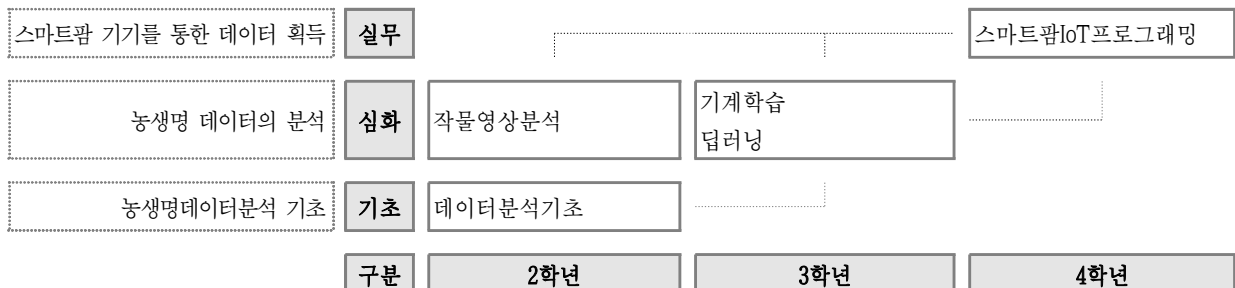 스마트팜 기기를 통한 데이터 획득 실무 스마트팜IoT프로그래밍
농생명 데이터의 분석 심화 작물영상분석 기계학습
딥러닝
농생명데이터분석 기초 기초 데이터분석기초
구분 2학년 3학년 4학년